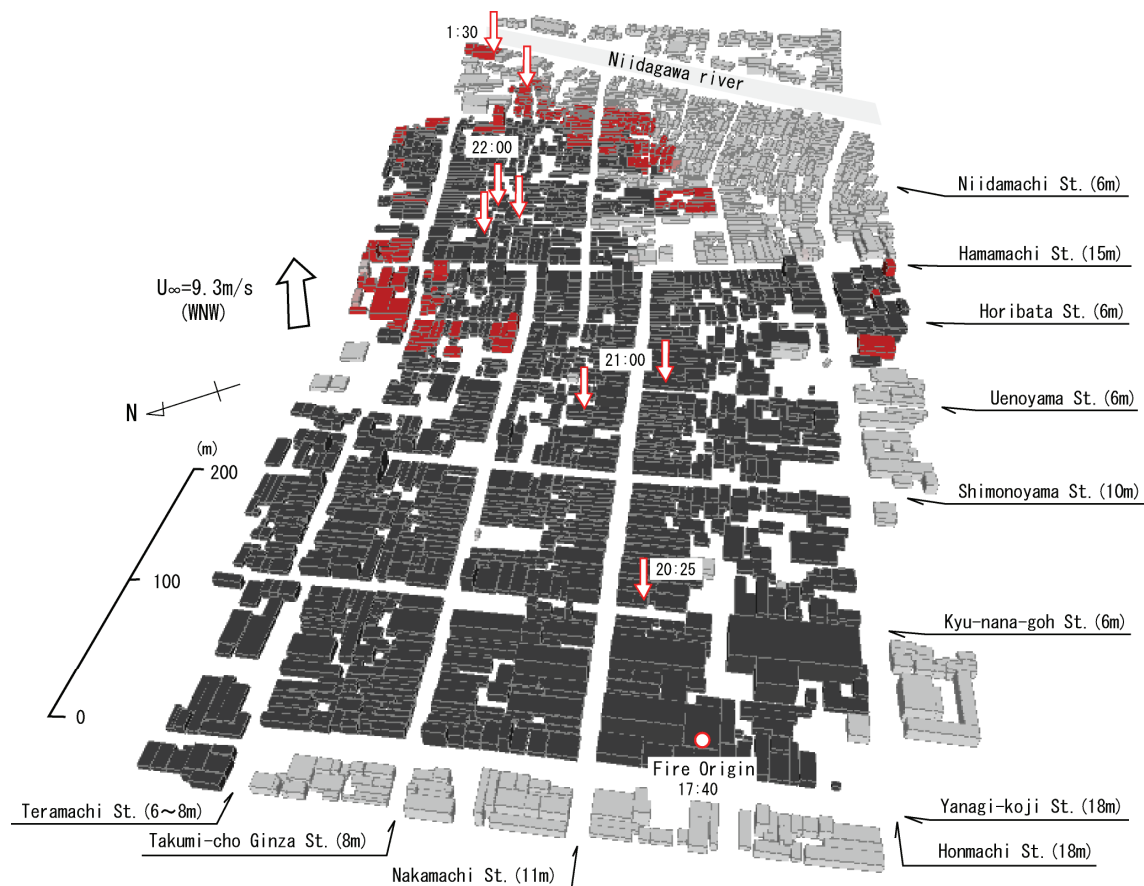 1:30
Niidagawa river
22:00
Niidamachi St. (6m)
Hamamachi St. (15m)
U∞=9.3m/s
(WNW)
Horibata St. (6m)
21:00
N
Uenoyama St. (6m)
(m)
200
Shimonoyama St. (10m)
100
20:25
Kyu-nana-goh St. (6m)
0
Fire Origin
17:40
Teramachi St. (6～8m)
Yanagi-koji St. (18m)
Takumi-cho Ginza St. (8m)
Honmachi St. (18m)
Nakamachi St. (11m)